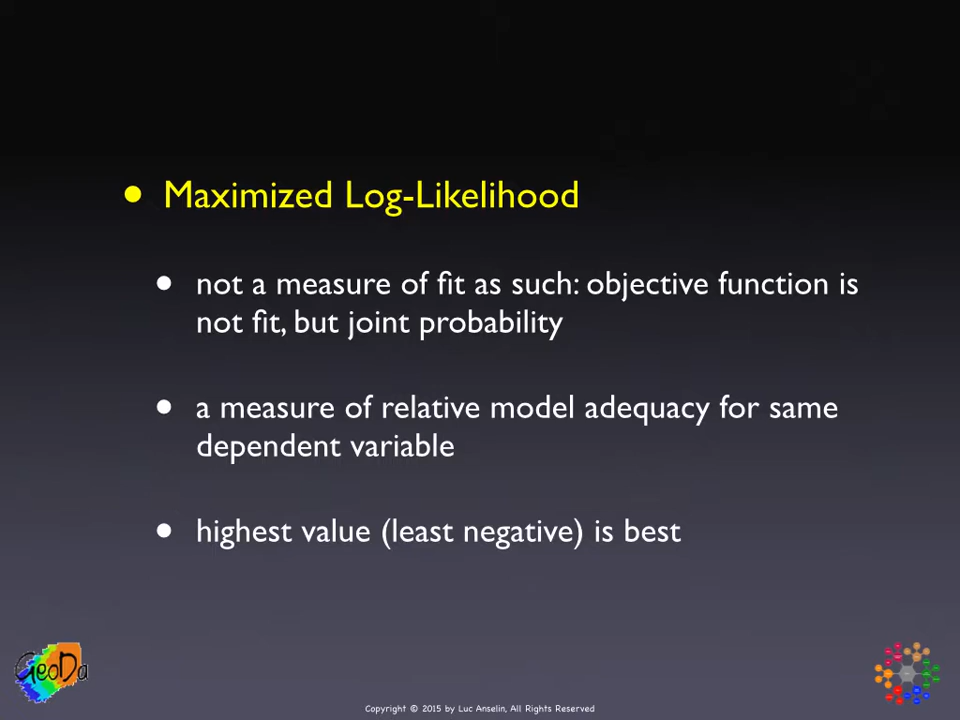 • Maximized Log-Likelihood
• not a measure of fit as such: objective function is
not fit, but joint probability
• a measure of relative model adequacy for same
dependent variable
• highest value (least negative) is best
GeoDa
Copyright © 2015 by Luc Anselin, All Rights Reserved